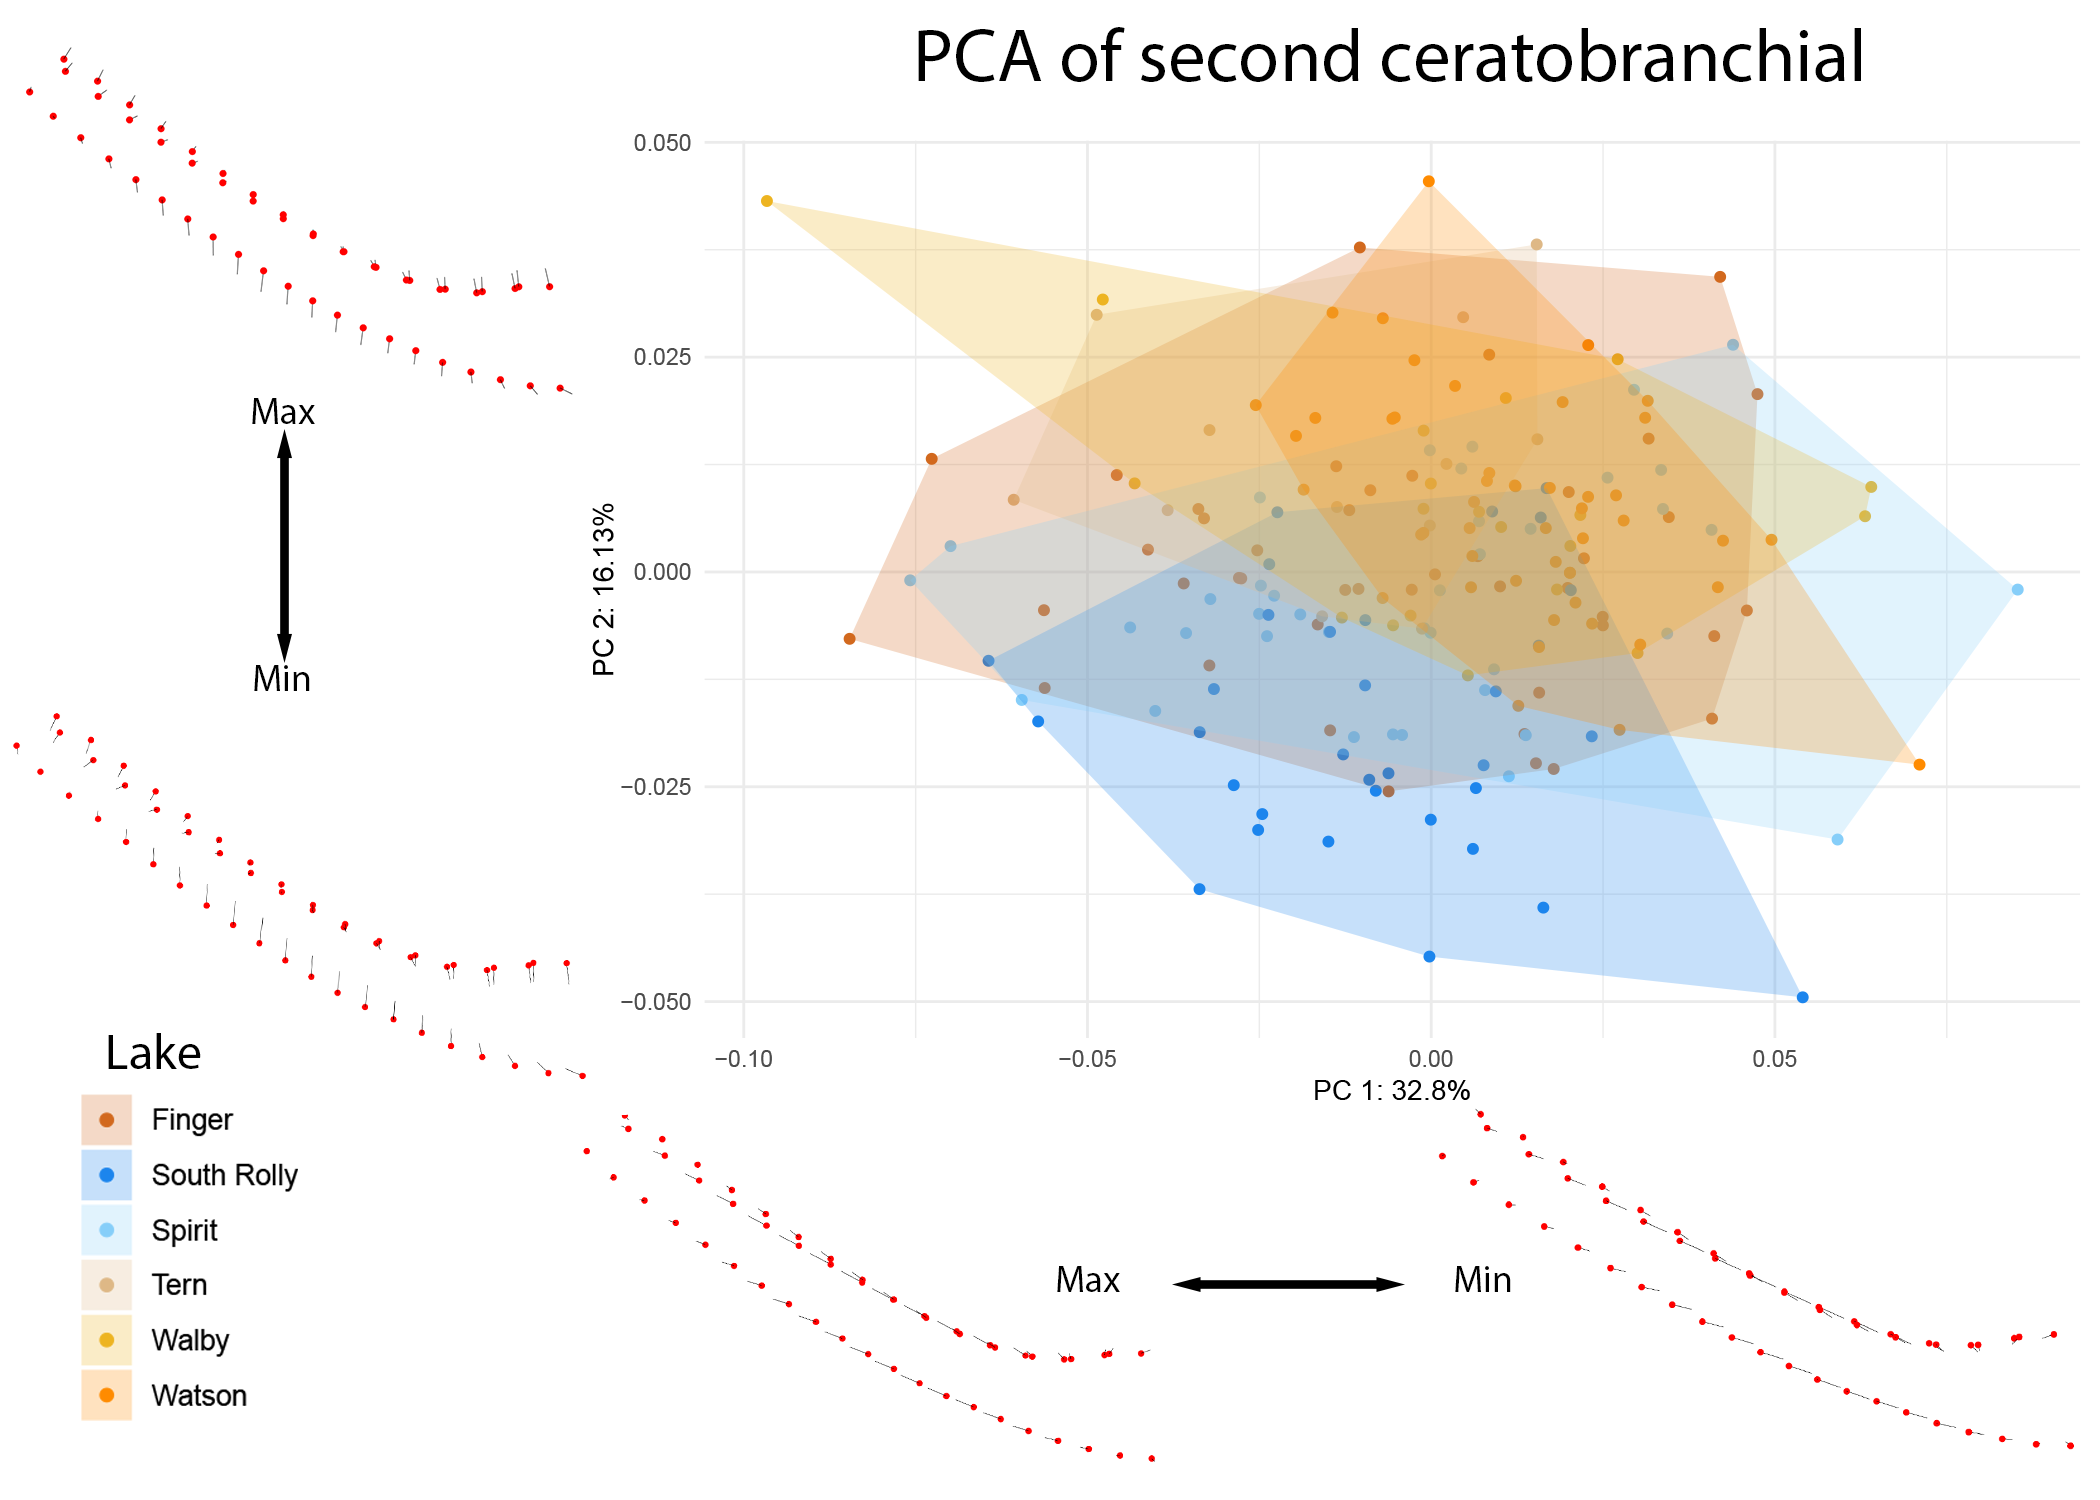 PCA of second ceratobranchial
0.050
0.025
0.000
−0.025
−0.050
PC 2: 16.13%
−0.10
−0.05
0.00
0.05
PC 1: 32.8%
Max
Min
Max
Min
Lake
Finger
South Rolly
Spirit
Tern
Walby
Watson